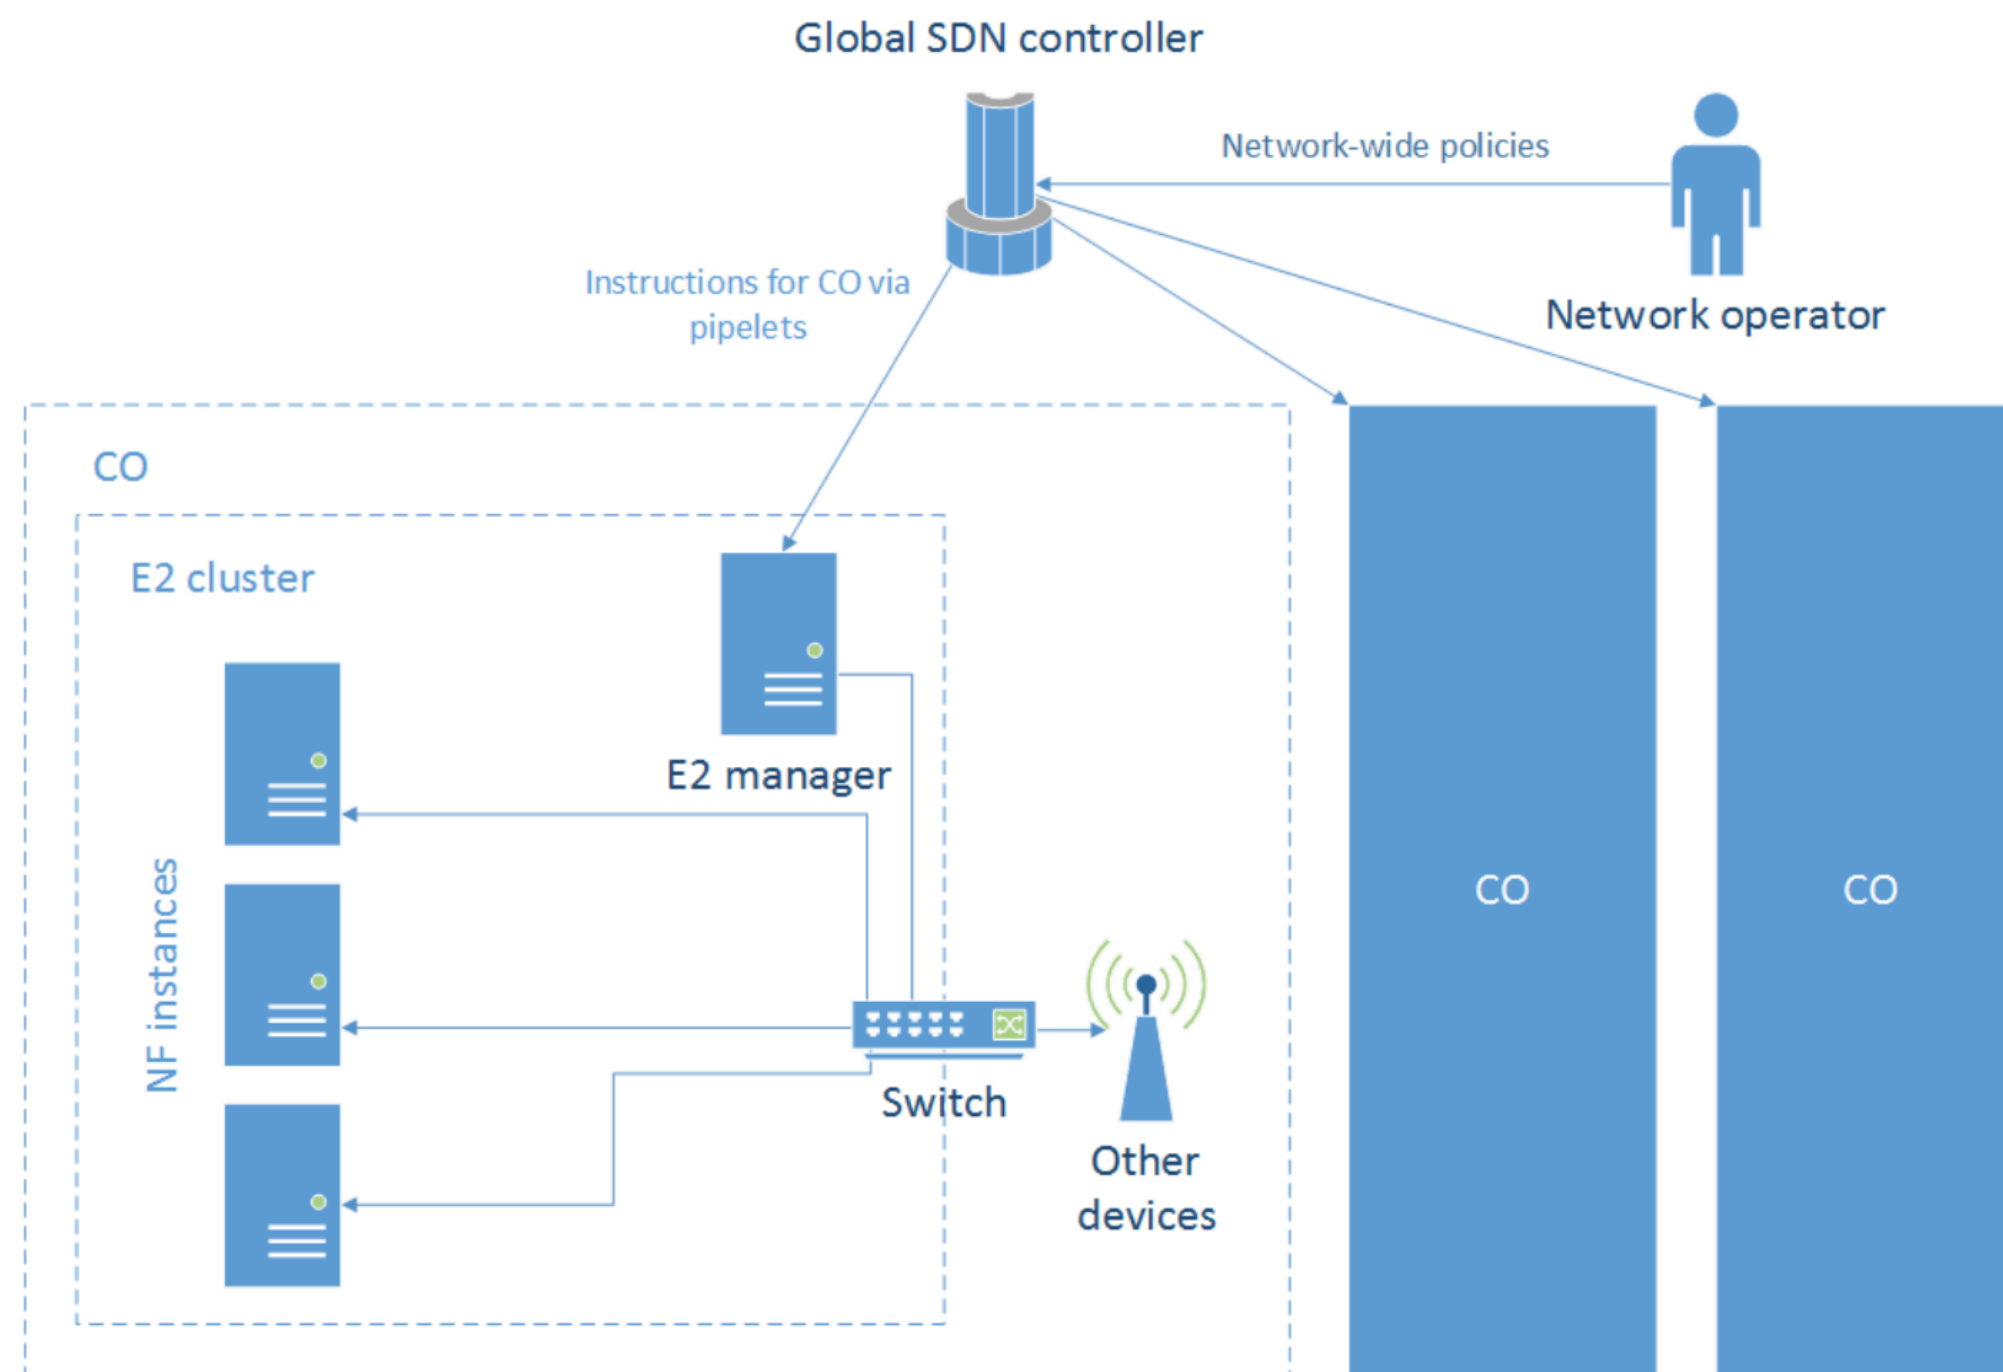 Global SDN controller
Network-wide policies
Instructions for CO via
pipelets
Network operator
CO
E2 cluster
E2 manager
NF instances
CO
CO
Switch
Other
devices